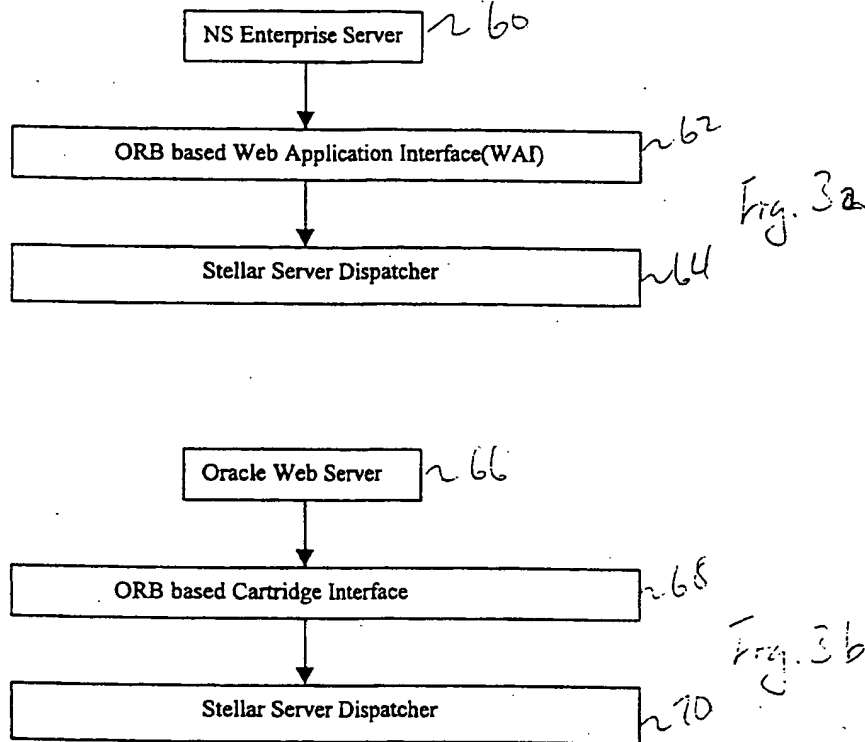 NS Enterprise Server ~60
ORB based Web Application Interface(WAI) ~62
Fig. 3a
Stellar Server Dispatcher ~64
Oracle Web Server ~66
ORB based Cartridge Interface ~68
Fig. 3b
Stellar Server Dispatcher ~70